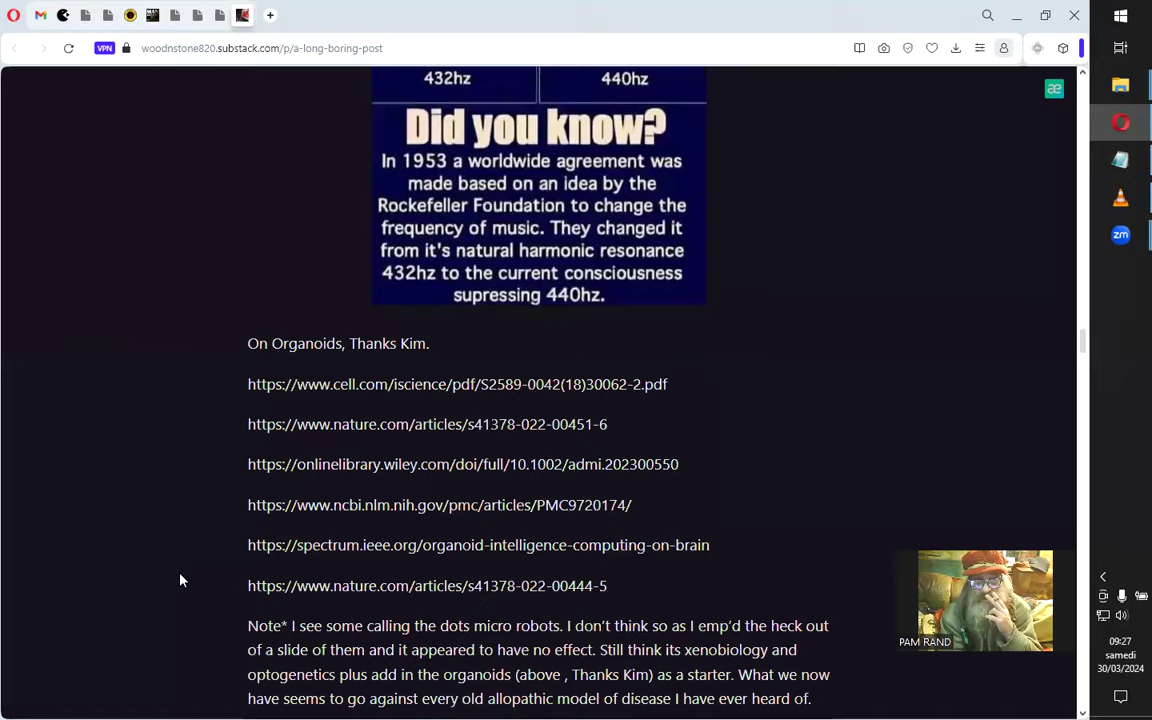 woodnstone820.substack.com/p/a-long-boring-post
VPN
æ
432hz
440hz
Did you know?
In 1953 a worldwide agreement was
made based on an idea by the
Rockefeller Foundation to change the
frequency of music. They changed it
from it's natural harmonic resonance
432hz to the current consciousness
supressing 440hz.
On Organoids, Thanks Kim.
https://www.cell.com/iscience/pdf/S2589-0042(18)30062-2.pdf
https://www.nature.com/articles/s41378-022-00451-6
https://onlinelibrary.wiley.com/doi/full/10.1002/admi.202300550
https://www.ncbi.nlm.nih.gov/pmc/articles/PMC9720174/
https://spectrum.ieee.org/organoid-intelligence-computing-on-brain
https://www.nature.com/articles/s41378-022-00444-5
Note* I see some calling the dots micro robots. I don't think so as I emp'd the heck out
of a slide of them and it appeared to have no effect. Still think its xenobiology and
optogenetics plus add in the organoids (above , Thanks Kim) as a starter. What we now
have seems to go against every old allopathic model of disease I have ever heard of.
PAM RAND
zm
09:27
samedi
30/03/2024